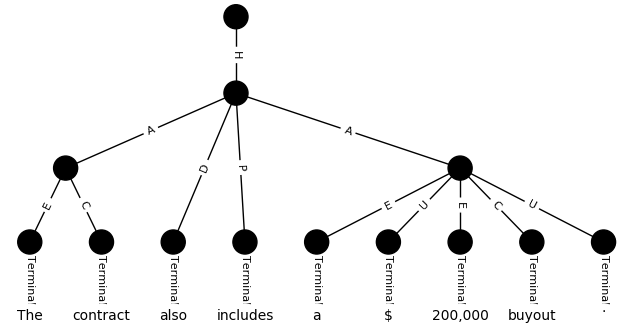 H
A D P A
E C E U E C U
Terminal Terminal Terminal Terminal Terminal Terminal Terminal Terminal Terminal
The contract also includes a $ 200,000 buyout .